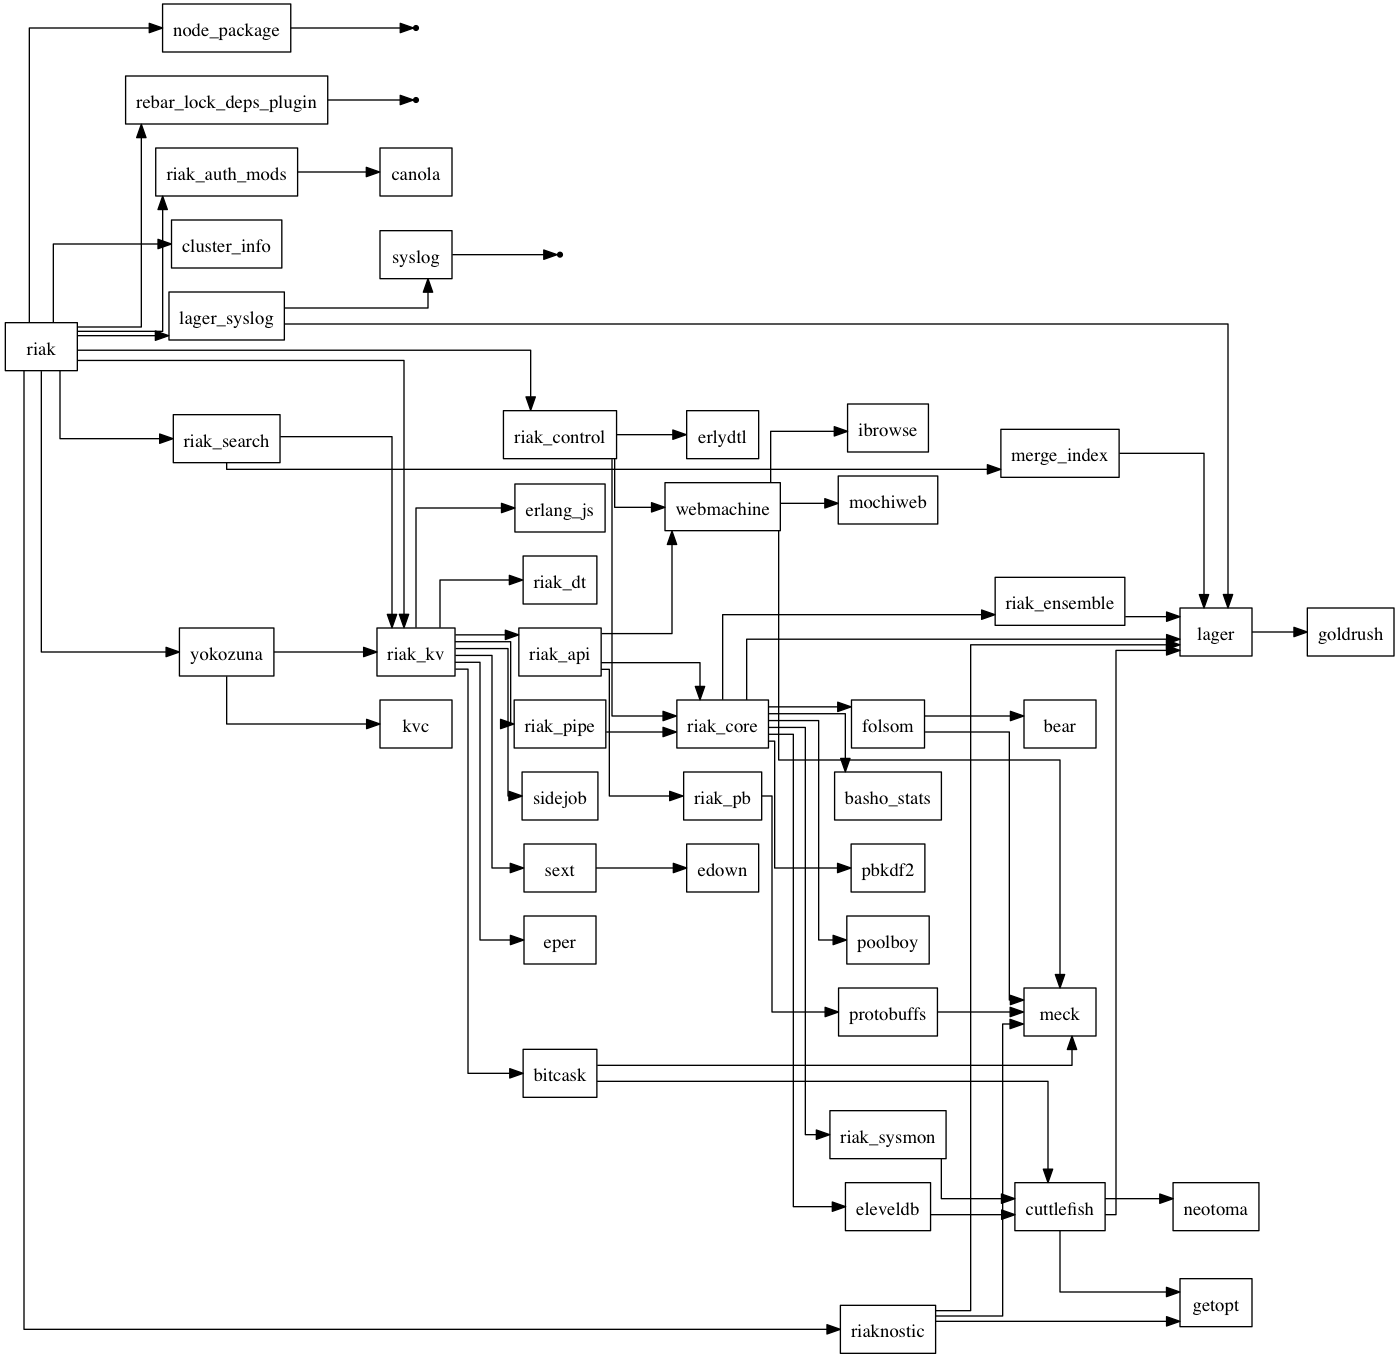 node_package
rebar_lock_deps_plugin
riak_auth_mods
canola
cluster_info
syslog
lager_syslog
riak
riak_search
riak_control
erlydtl
ibrowse
merge_index
erlang_js
webmachine
mochiweb
riak_dt
riak_ensemble
yokozuna
riak_kv
riak_api
lager
goldrush
kvc
riak_pipe
riak_core
folsom
bear
sidejob
riak_pb
basho_stats
sext
edown
pbkdf2
eper
poolboy
protobuffs
meck
bitcask
riak_sysmon
eleveldb
cuttlefish
neotoma
getopt
riaknostic